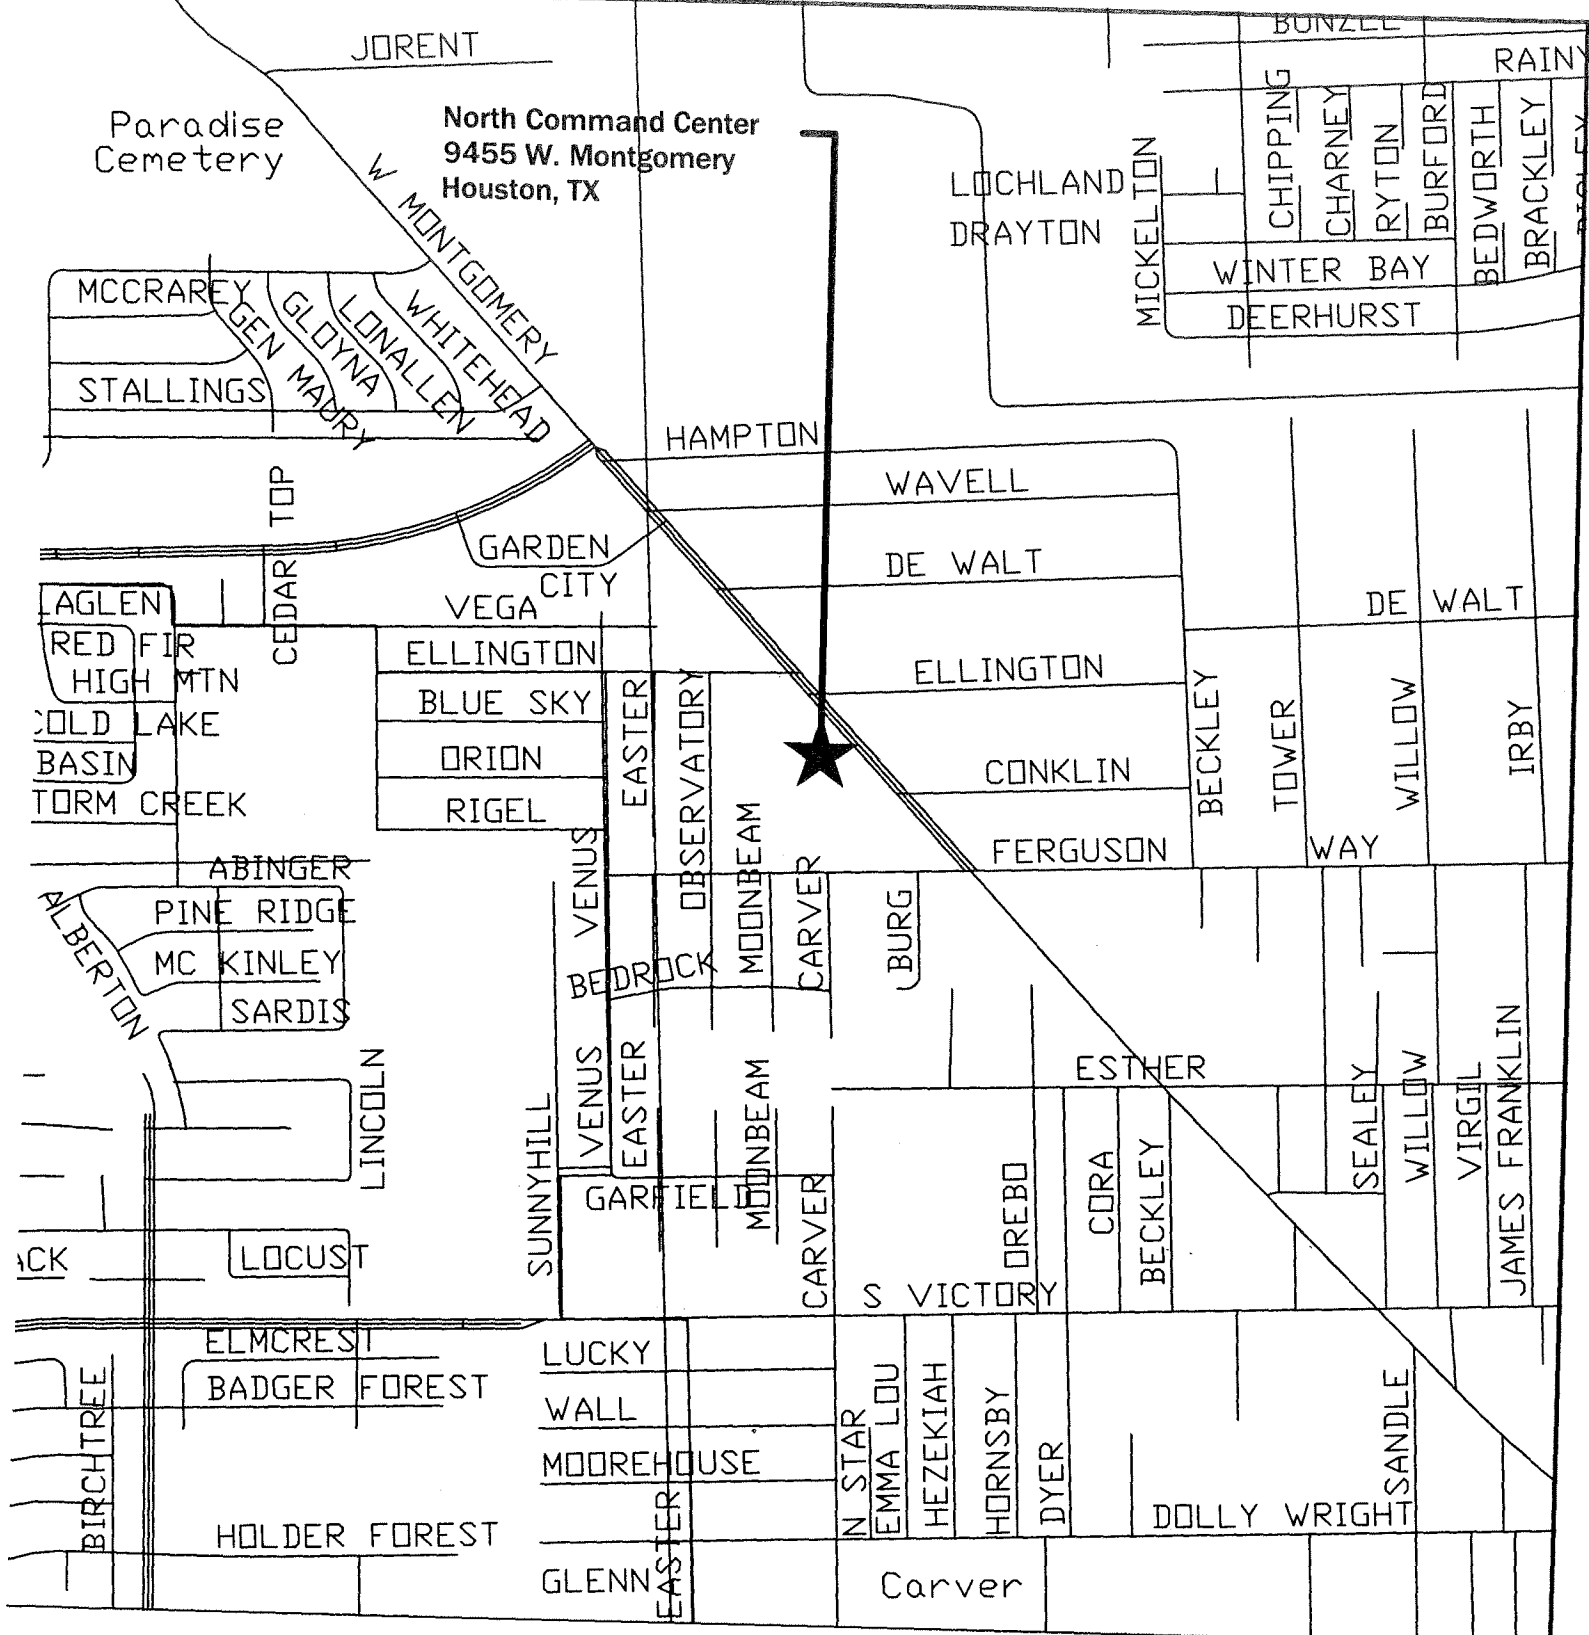 JORENT
BUNZEL
Paradise
Cemetery
W MONTGOMERY
North Command Center
9455 W. Montgomery
Houston, TX
LOCHLAND
DRAYTON
MICKELTON
CHIPPING
CHARNEY
RYTON
BURFORD
BEDWORTH
BRACKLEY
WINTER BAY
DEERHURST
MCCRAREY
GEN MAURY
GLOYNA
LONALLEN
WHITEHEAD
STALLINGS
HAMPTON
WAVELL
CEDAR TOP
GARDEN
CITY
DE WALT
DE WALT
LAGLEN
VEGA
RED FIR
ELLINGTON
ELLINGTON
HIGH MTN
BLUE SKY
COLD LAKE
ORION
BASIN
TORM CREEK
RIGEL
EASTER
OBSERVATORY
CONKLIN
BECKLEY
TOWER
WILLOW
IRBY
FERGUSON
WAY
ABINGER
PINE RIDGE
MC KINLEY
SARDIS
ALBERTON
VENUS
MOONBEAM
CARVER
BURG
BEDROCK
LINCOLN
SUNNYHILL
VENUS
EASTER
MOONBEAM
ESTHER
SEALEY
WILLOW
VIRGIL
JAMES FRANKLIN
GARFIELD
CARVER
OREBO
CORA
BECKLEY
ACK
LOCUST
S VICTORY
ELMCREST
BADGER FOREST
LUCKY
WALL
MOOREHOUSE
BIRCHTREE
N STAR
EMMA LOU
HEZEKIAH
HORNSBY
DYER
SANDLE
DOLLY WRIGHT
HOLDER FOREST
GLENN
EASTER
Carver